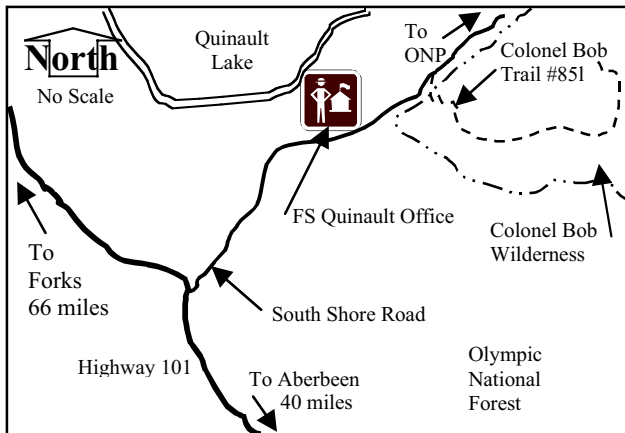 North
No Scale
Quinault
Lake
To
ONP
Colonel Bob
Trail #85l
To
Forks
66 miles
FS Quinault Office
Colonel Bob
Wilderness
South Shore Road
Highway 101
To Aberbeen
40 miles
Olympic
National
Forest